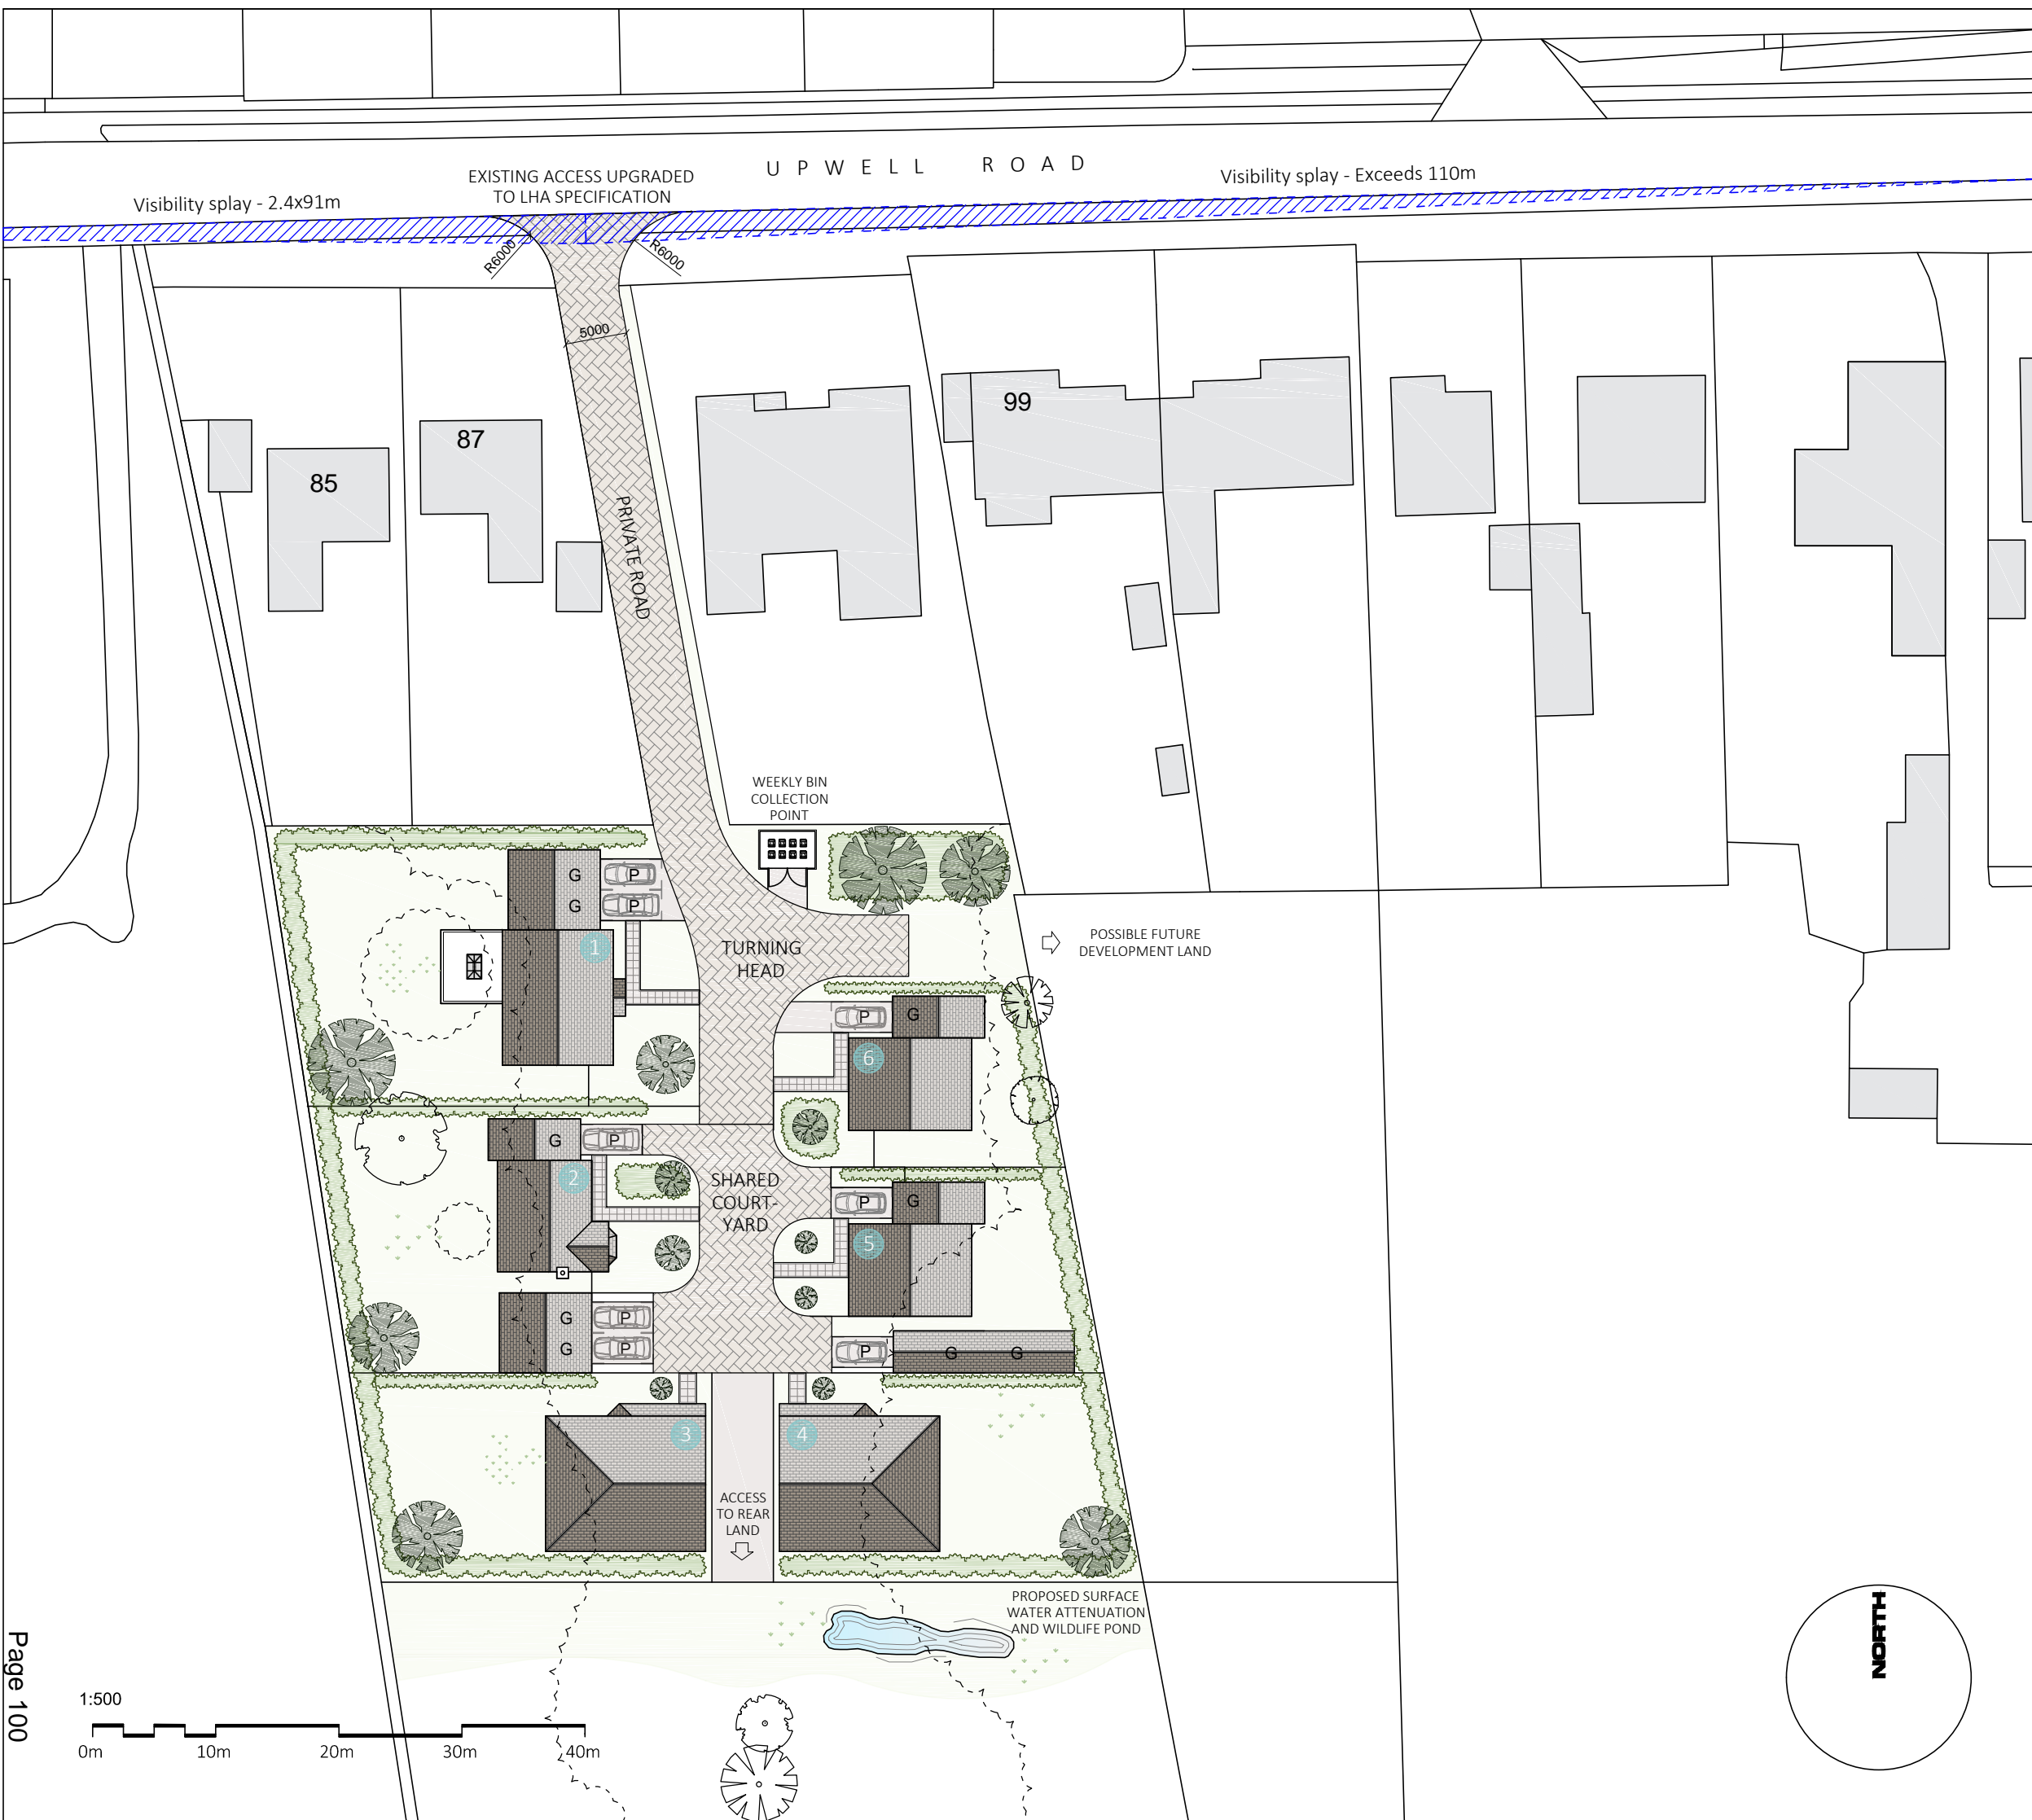 UPWELL ROAD
EXISTING ACCESS UPGRADED
TO LHA SPECIFICATION
Visibility splay - 2.4x91m
Visibility splay - Exceeds 110m
R6000
R6000
5000
99
87
85
PRIVATE ROAD
WEEKLY BIN
COLLECTION
POINT
G
P
G
P
1
TURNING
HEAD
POSSIBLE FUTURE
DEVELOPMENT LAND
P
G
6
G
P
2
SHARED
COURT-
YARD
P
G
5
G
P
G
P
P
G
G
3
4
ACCESS
TO REAR
LAND
PROPOSED SURFACE
WATER ATTENUATION
AND WILDLIFE POND
NORTH
Page 100
1:500
0m
10m
20m
30m
40m